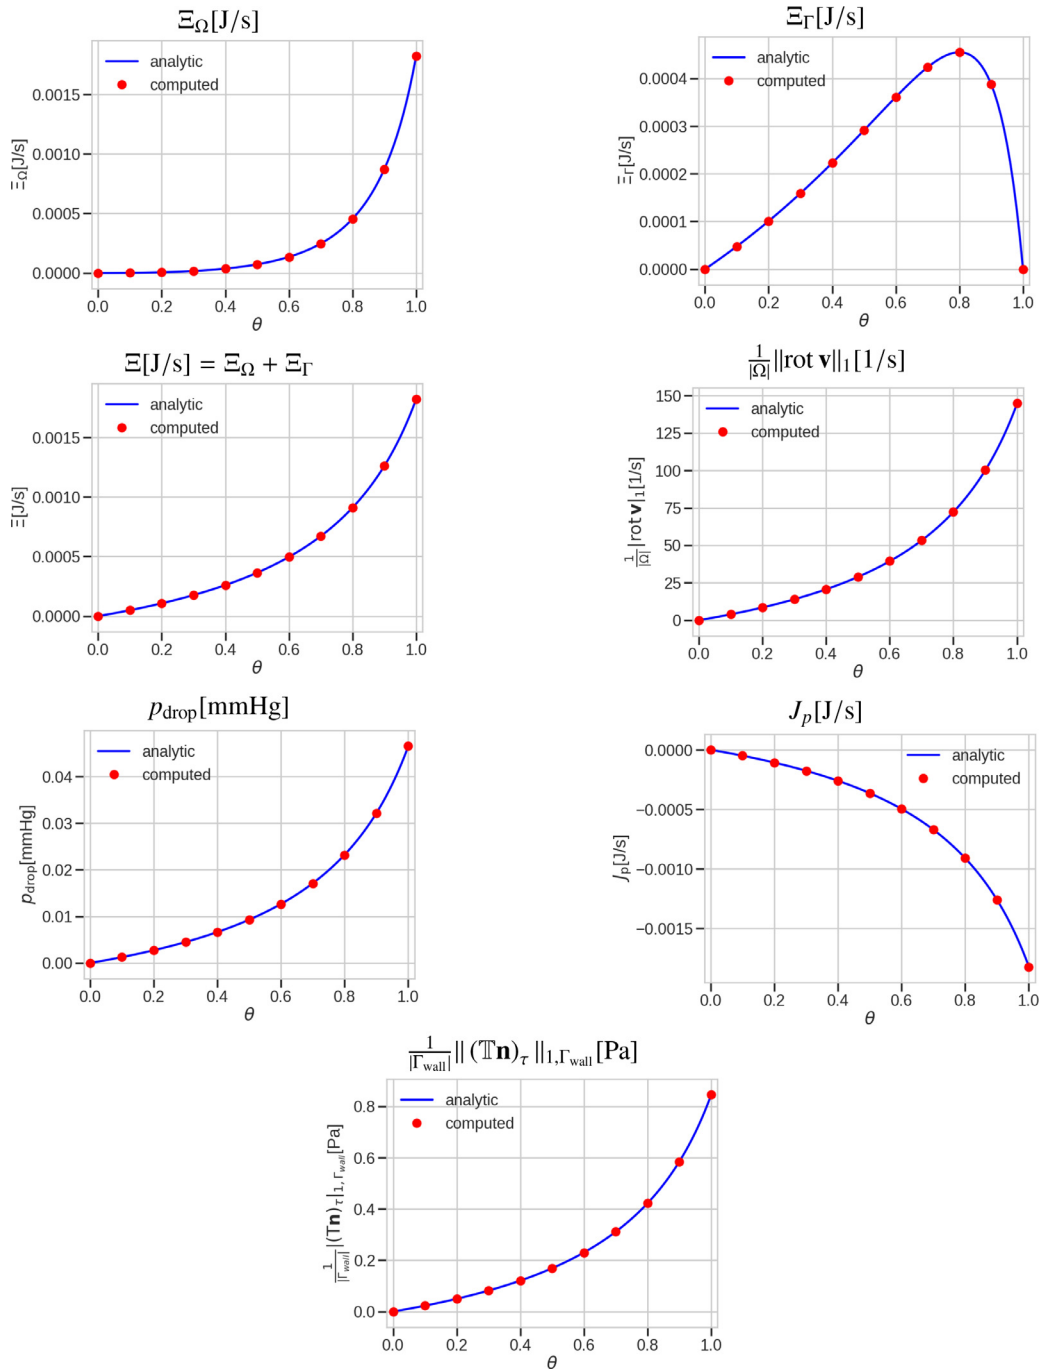 Ξ_Ω[J/s]
analytic
computed
Ξ_Ω[J/s]
0.0015
0.0010
0.0005
0.0000
0.0 0.2 0.4 0.6 0.8 1.0
θ
Ξ_Γ[J/s]
analytic
computed
Ξ_Γ[J/s]
0.0004
0.0003
0.0002
0.0001
0.0000
0.0 0.2 0.4 0.6 0.8 1.0
θ
Ξ[J/s] = Ξ_Ω + Ξ_Γ
analytic
computed
Ξ[J/s]
0.0015
0.0010
0.0005
0.0000
0.0 0.2 0.4 0.6 0.8 1.0
θ
1/|Ω| ‖rot v‖₁[1/s]
analytic
computed
1/|Ω| |rot v|₁[1/s]
150
125
100
75
50
25
0
0.0 0.2 0.4 0.6 0.8 1.0
θ
p_drop[mmHg]
analytic
computed
p_drop[mmHg]
0.04
0.03
0.02
0.01
0.00
0.0 0.2 0.4 0.6 0.8 1.0
θ
J_p[J/s]
analytic
computed
J_p[J/s]
0.0000
−0.0005
−0.0010
−0.0015
0.0 0.2 0.4 0.6 0.8 1.0
θ
1/|Γ_wall| ‖ (𝕋n)_τ ‖_{1,Γ_wall}[Pa]
analytic
computed
1/|Γ_wall| |(Tn)_τ|_{1,Γ_wall}[Pa]
0.8
0.6
0.4
0.2
0.0
0.0 0.2 0.4 0.6 0.8 1.0
θ